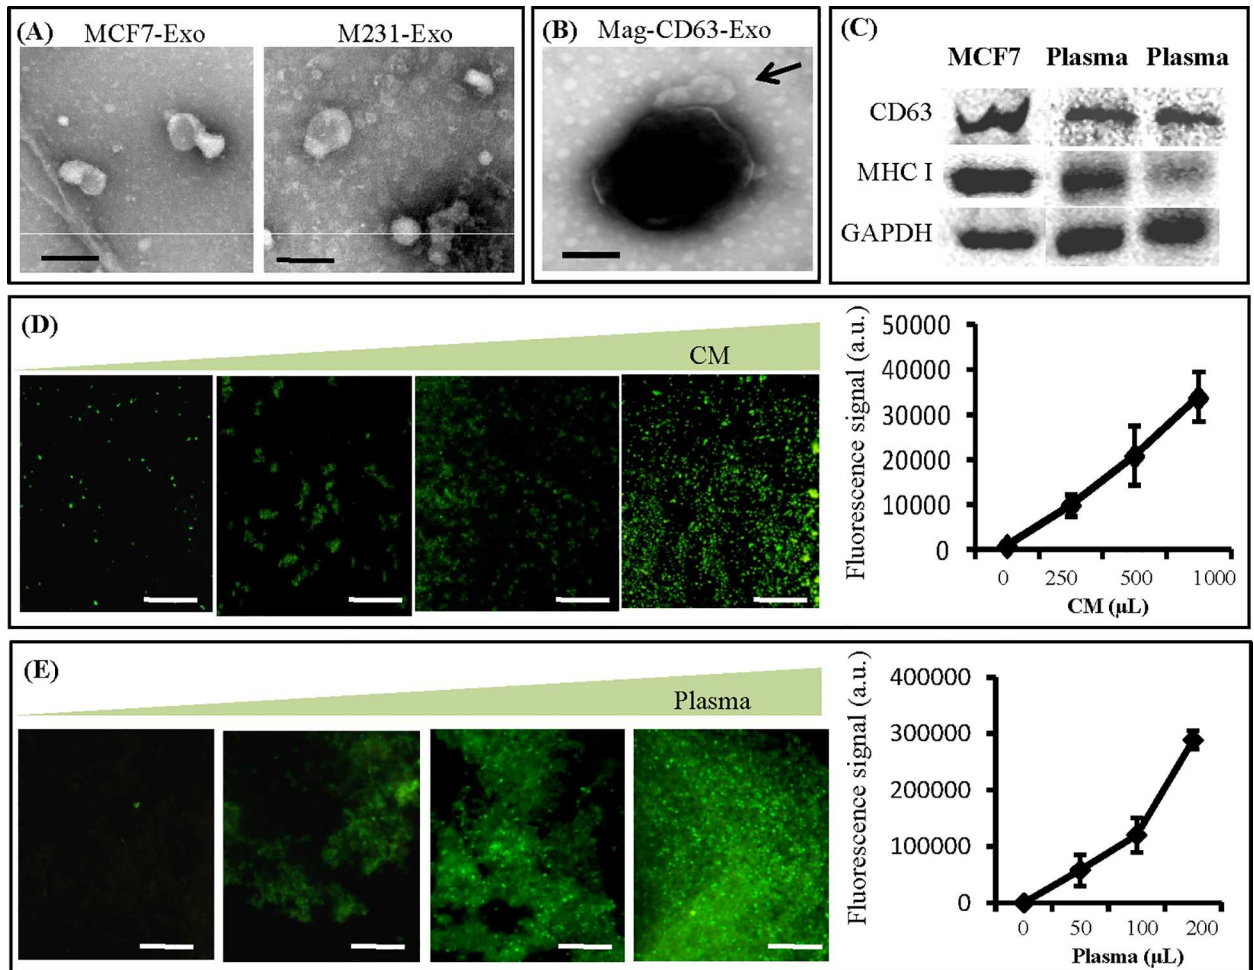 (A)
MCF7-Exo
M231-Exo
(B)
Mag-CD63-Exo
(C)
MCF7 Plasma Plasma
CD63
MHC I
GAPDH
(D)
CM
Fluorescence signal (a.u.)
50000
40000
30000
20000
10000
0
0 250 500 1000
CM (μL)
(E)
Plasma
Fluorescence signal (a.u.)
400000
300000
200000
100000
0
0 50 100 200
Plasma (μL)